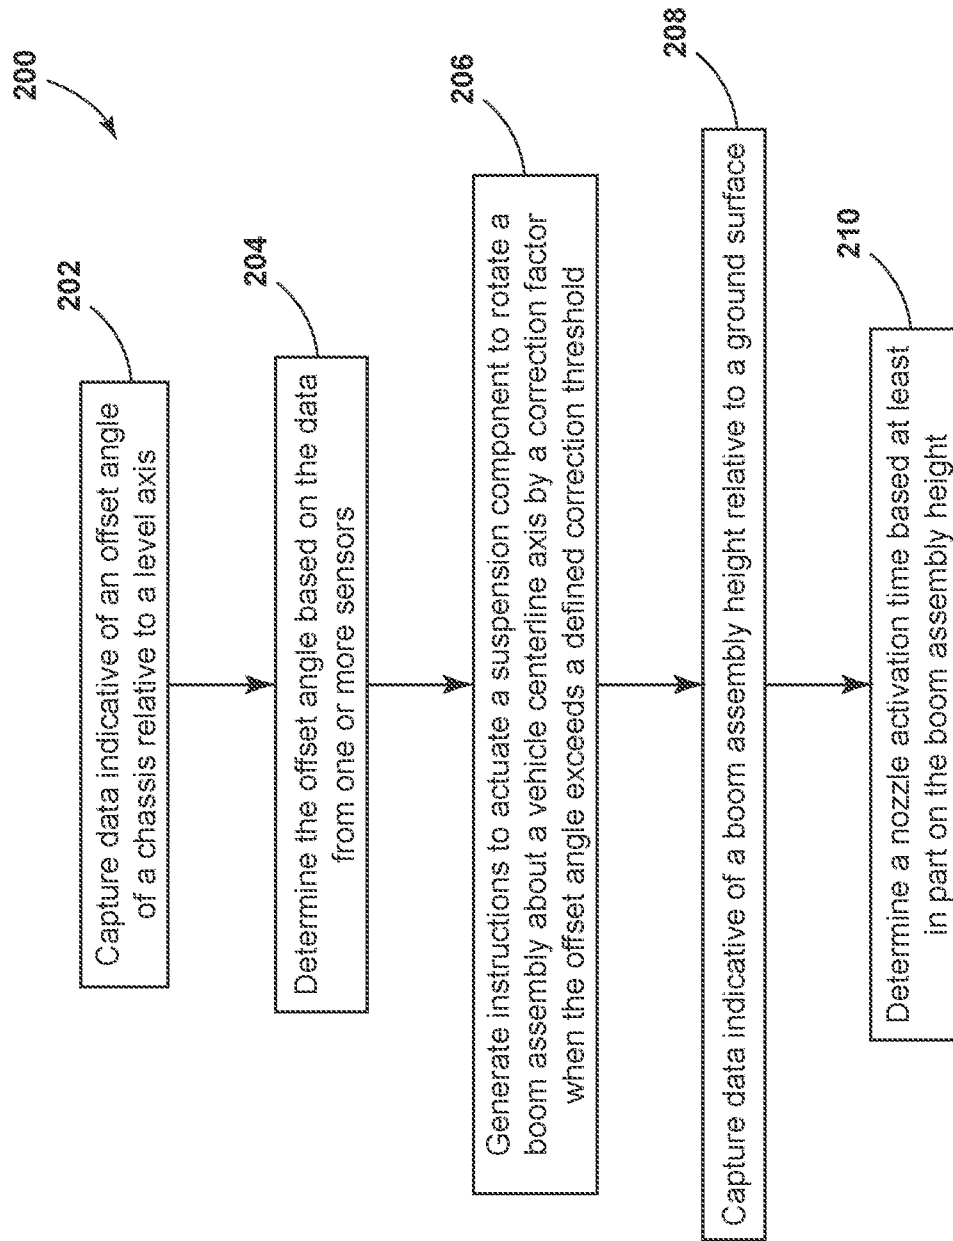 200
202
Capture data indicative of an offset angle
of a chassis relative to a level axis
204
Determine the offset angle based on the data
from one or more sensors
206
Generate instructions to actuate a suspension component to rotate a
boom assembly about a vehicle centerline axis by a correction factor
when the offset angle exceeds a defined correction threshold
208
Capture data indicative of a boom assembly height relative to a ground surface
210
Determine a nozzle activation time based at least
in part on the boom assembly height